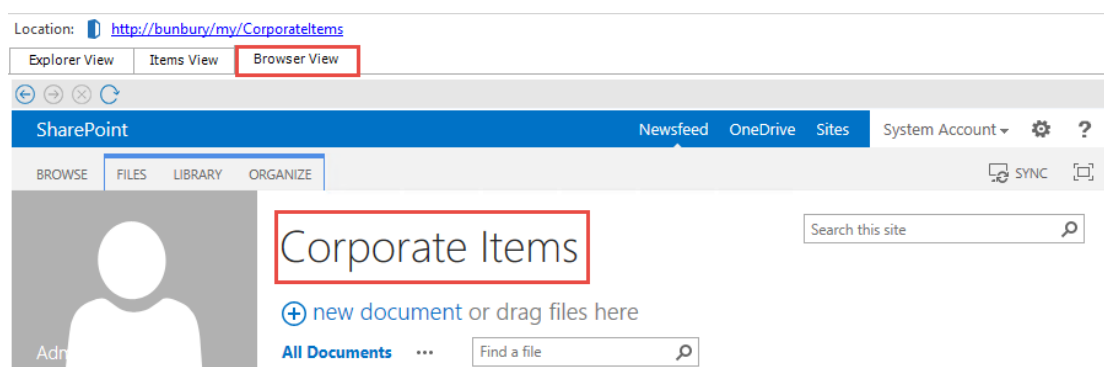 Location: http://bunbury/my/CorporateItems
Explorer View Items View Browser View
SharePoint Newsfeed OneDrive Sites System Account ?
BROWSE FILES LIBRARY ORGANIZE SYNC
Corporate Items Search this site
new document or drag files here
All Documents ... Find a file